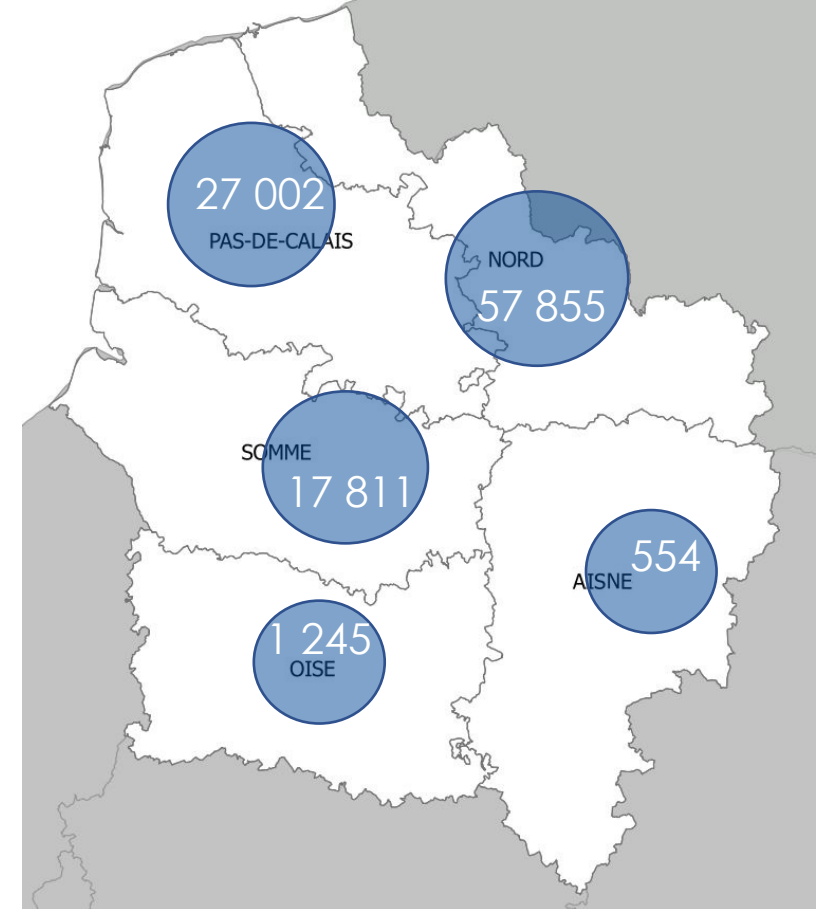 27 002
PAS-DE-CALAIS
NORD
57 855
SOMME
17 811
554
AISNE
1 245
OISE